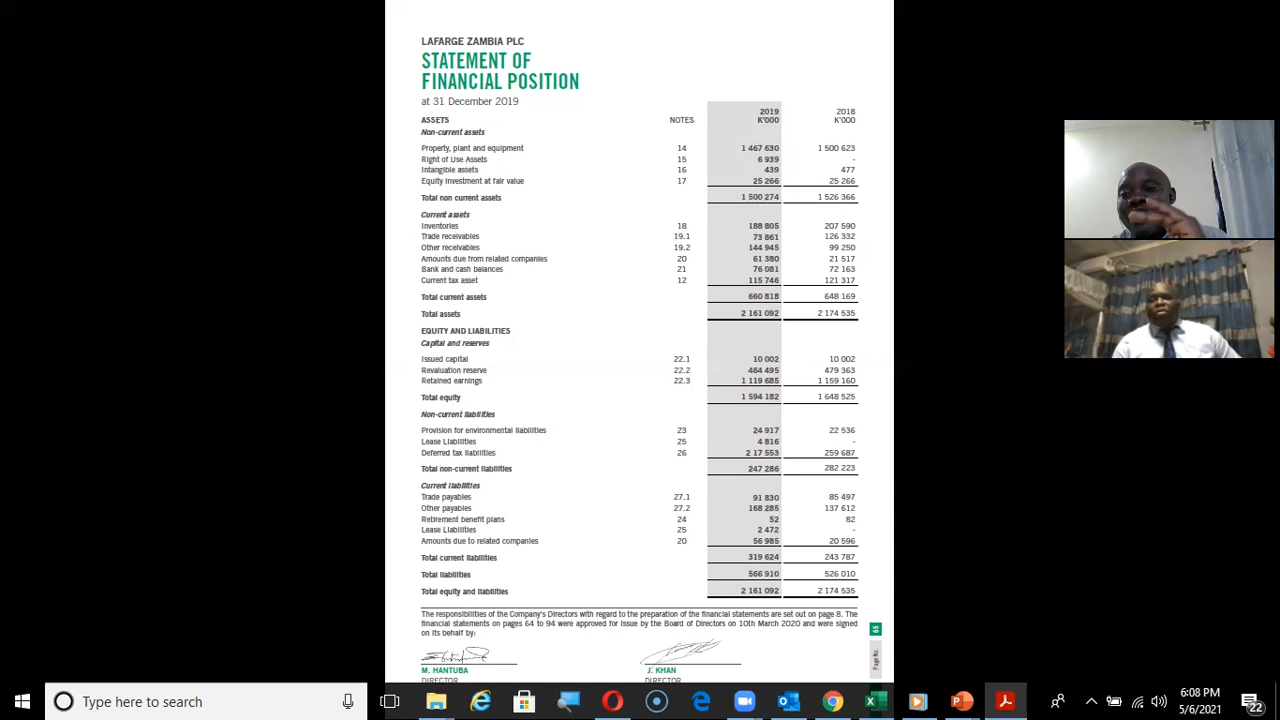 LAFARGE ZAMBIA PLC
STATEMENT OF
FINANCIAL POSITION
at 31 December 2019
2019 2018
ASSETS NOTES K'000 K'000
Non-current assets
Property, plant and equipment 14 1 467 630 1 500 623
Right of Use Assets 15 6 939 -
Intangible assets 16 439 477
Equity investment at fair value 17 25 266 25 266
Total non current assets 1 500 274 1 526 366
Current assets
Inventories 18 188 805 207 590
Trade receivables 19.1 73 861 126 332
Other receivables 19.2 144 945 99 250
Amounts due from related companies 20 61 380 21 517
Bank and cash balances 21 76 081 72 163
Current tax asset 12 115 746 121 317
Total current assets 660 818 648 169
Total assets 2 161 092 2 174 535
EQUITY AND LIABILITIES
Capital and reserves
Issued capital 22.1 10 002 10 002
Revaluation reserve 22.2 464 495 479 363
Retained earnings 22.3 1 119 685 1 159 160
Total equity 1 594 182 1 648 525
Non-current liabilities
Provision for environmental liabilities 23 24 917 22 536
Lease Liabilities 25 4 816 -
Deferred tax liabilities 26 2 17 553 259 687
Total non-current liabilities 247 286 282 223
Current liabilities
Trade payables 27.1 91 830 85 497
Other payables 27.2 168 285 137 612
Retirement benefit plans 24 52 82
Lease Liabilities 25 2 472 -
Amounts due to related companies 20 56 985 20 596
Total current liabilities 319 624 243 787
Total liabilities 566 910 526 010
Total equity and liabilities 2 161 092 2 174 535
The responsibilities of the Company's Directors with regard to the preparation of the financial statements are set out on page 8. The
financial statements on pages 64 to 94 were approved for issue by the Board of Directors on 10th March 2020 and were signed
on its behalf by:
M. HANTUBA J. KHAN
DIRECTOR DIRECTOR
Page No. 65
Type here to search
6:08 PM
5/6/2021
22